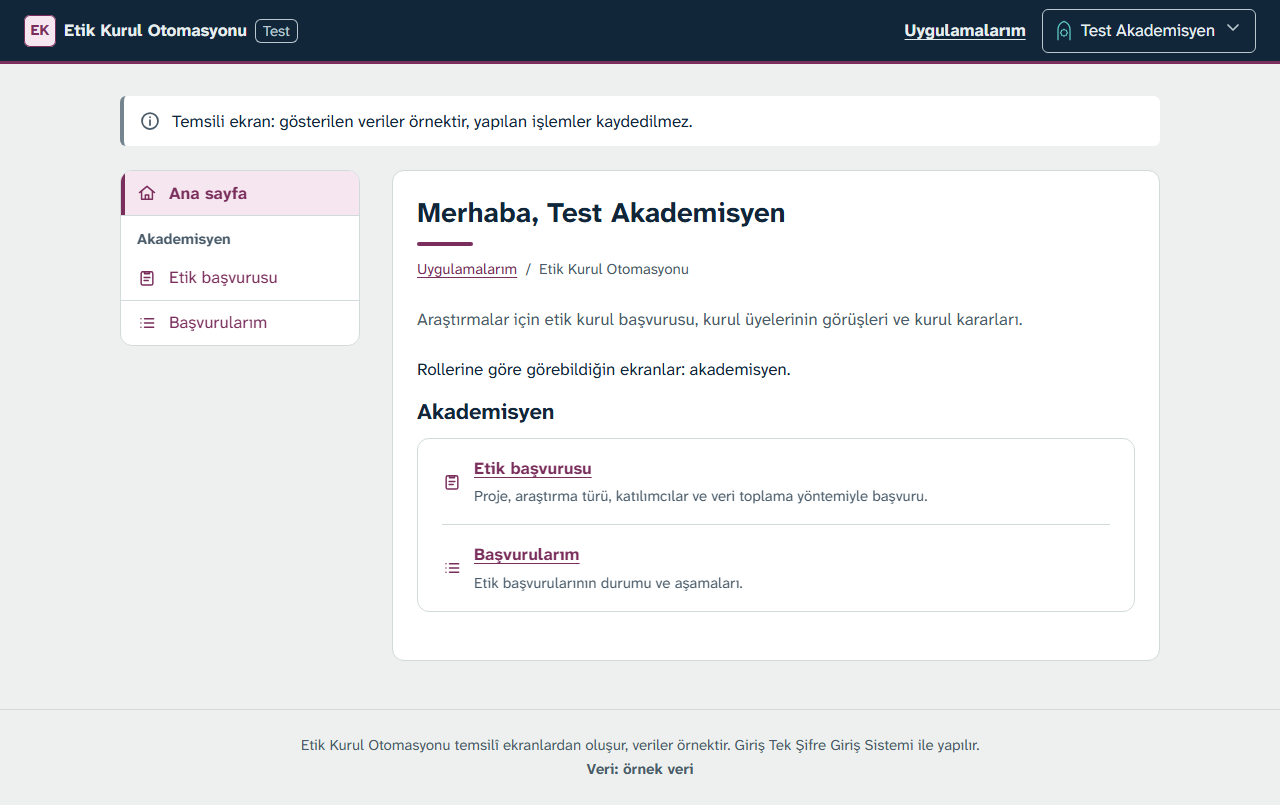 EK Etik Kurul Otomasyonu Test
Uygulamalarım
Test Akademisyen
Temsili ekran: gösterilen veriler örnektir, yapılan işlemler kaydedilmez.
Ana sayfa
Akademisyen
Etik başvurusu
Başvurularım
Merhaba, Test Akademisyen
Uygulamalarım / Etik Kurul Otomasyonu
Araştırmalar için etik kurul başvurusu, kurul üyelerinin görüşleri ve kurul kararları.
Rollerine göre görebildiğin ekranlar: akademisyen.
Akademisyen
Etik başvurusu
Proje, araştırma türü, katılımcılar ve veri toplama yöntemiyle başvuru.
Başvurularım
Etik başvurularının durumu ve aşamaları.
Etik Kurul Otomasyonu temsilî ekranlardan oluşur, veriler örnektir. Giriş Tek Şifre Giriş Sistemi ile yapılır.
Veri: örnek veri